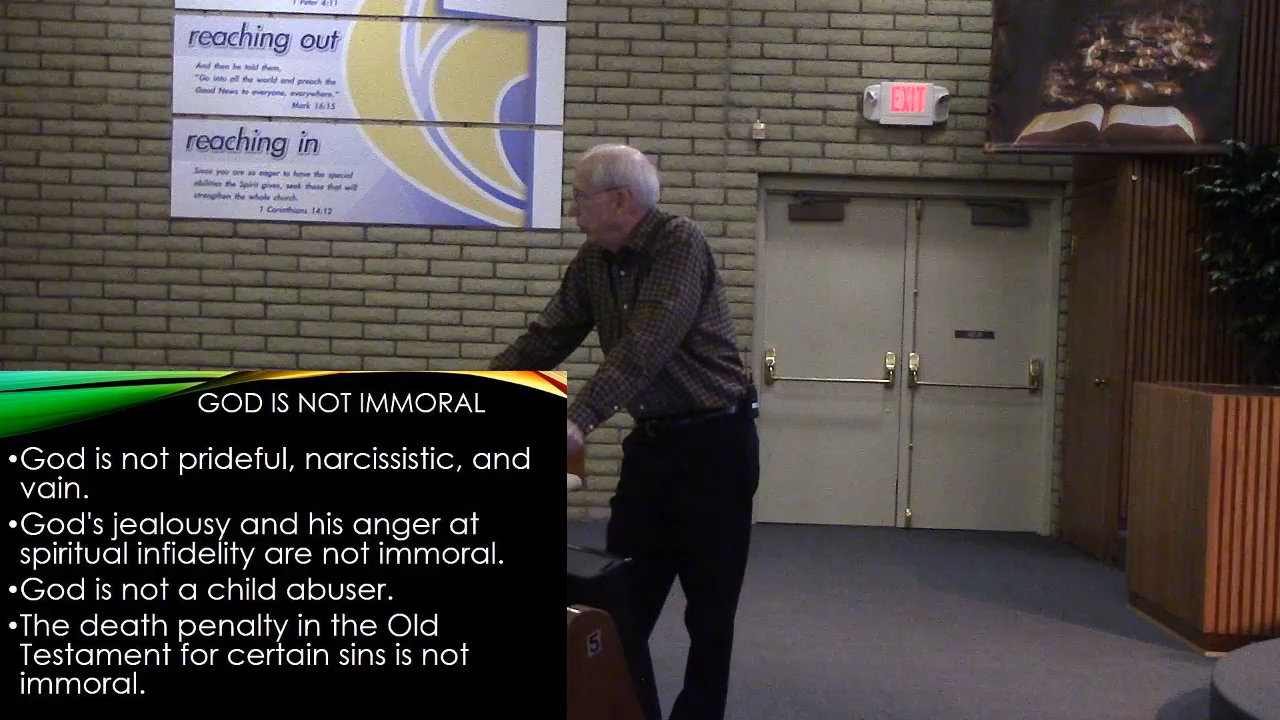 1 Peter 4:11
reaching out
And then he told them,
"Go into all the world and preach the
Good News to everyone, everywhere."
Mark 16:15
reaching in
Since you are so eager to have the special
abilities the Spirit gives, seek those that will
strengthen the whole church.
1 Corinthians 14:12
EXIT
GOD IS NOT IMMORAL
•God is not prideful, narcissistic, and
vain.
•God's jealousy and his anger at
spiritual infidelity are not immoral.
•God is not a child abuser.
•The death penalty in the Old
Testament for certain sins is not
immoral.
5